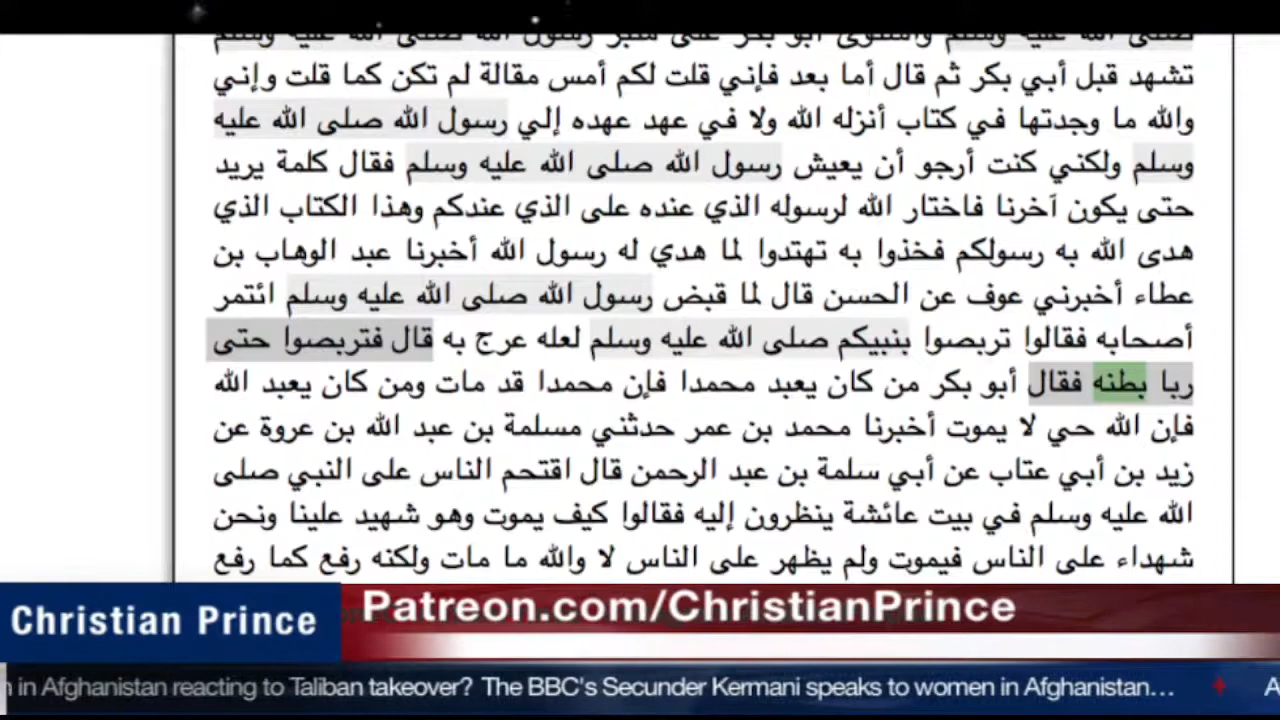 تشهد قبل أبي بكر ثم قال أما بعد فإني قلت لكم أمس مقالة لم تكن كما قلت وإني
والله ما وجدتها في كتاب أنزله الله ولا في عهد عهده إلي رسول الله صلى الله عليه
وسلم ولكني كنت أرجو أن يعيش رسول الله صلى الله عليه وسلم فقال كلمة يريد
حتى يكون آخرنا فاختار الله لرسوله الذي عنده على الذي عندكم وهذا الكتاب الذي
هدى الله به رسولكم فخذوا به تهتدوا لما هدي له رسول الله أخبرنا عبد الوهاب بن
عطاء أخبرني عوف عن الحسن قال لما قبض رسول الله صلى الله عليه وسلم ائتمر
أصحابه فقالوا تربصوا بنبيكم صلى الله عليه وسلم لعله عرج به قال فتربصوا حتى
ربا بطنه فقال أبو بكر من كان يعبد محمدا فإن محمدا قد مات ومن كان يعبد الله
فإن الله حي لا يموت أخبرنا محمد بن عمر حدثني مسلمة بن عبد الله بن عروة عن
زيد بن أبي عتاب عن أبي سلمة بن عبد الرحمن قال اقتحم الناس على النبي صلى
الله عليه وسلم في بيت عائشة ينظرون إليه فقالوا كيف يموت وهو شهيد علينا ونحن
شهداء على الناس فيموت ولم يظهر على الناس لا والله ما مات ولكنه رفع كما رفع
Christian Prince
Patreon.com/ChristianPrince
in Afghanistan reacting to Taliban takeover? The BBC's Secunder Kermani speaks to women in Afghanistan...